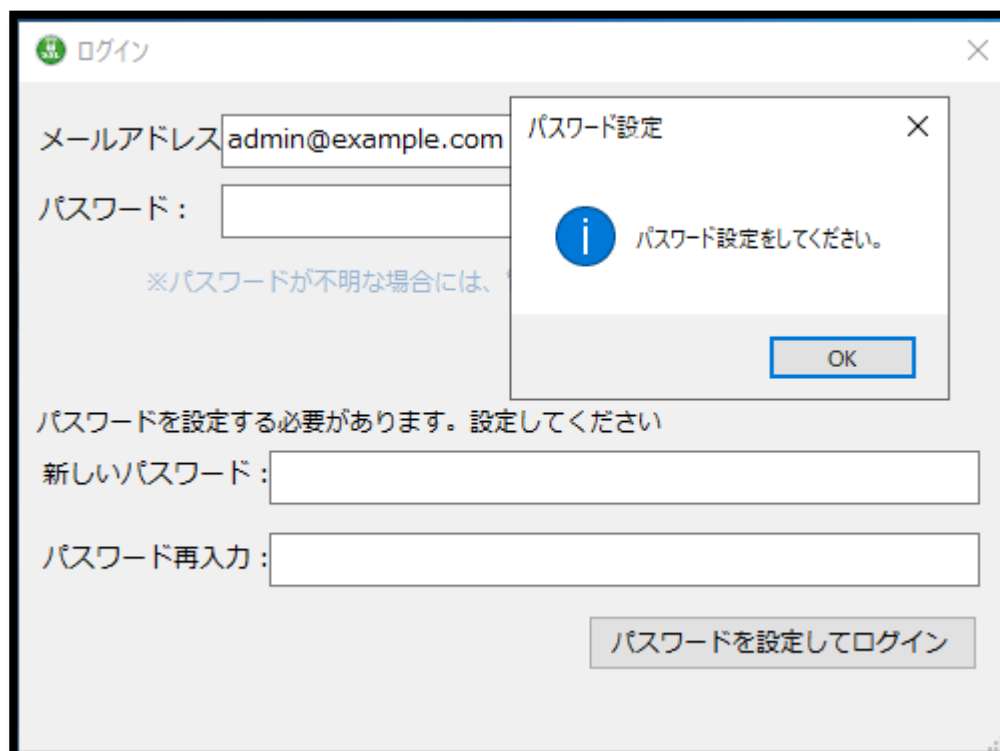 ログイン
メールアドレス
admin@example.com
パスワード設定
パスワード：
パスワード設定をしてください。
※パスワードが不明な場合には、
OK
パスワードを設定する必要があります。設定してください
新しいパスワード：
パスワード再入力：
パスワードを設定してログイン